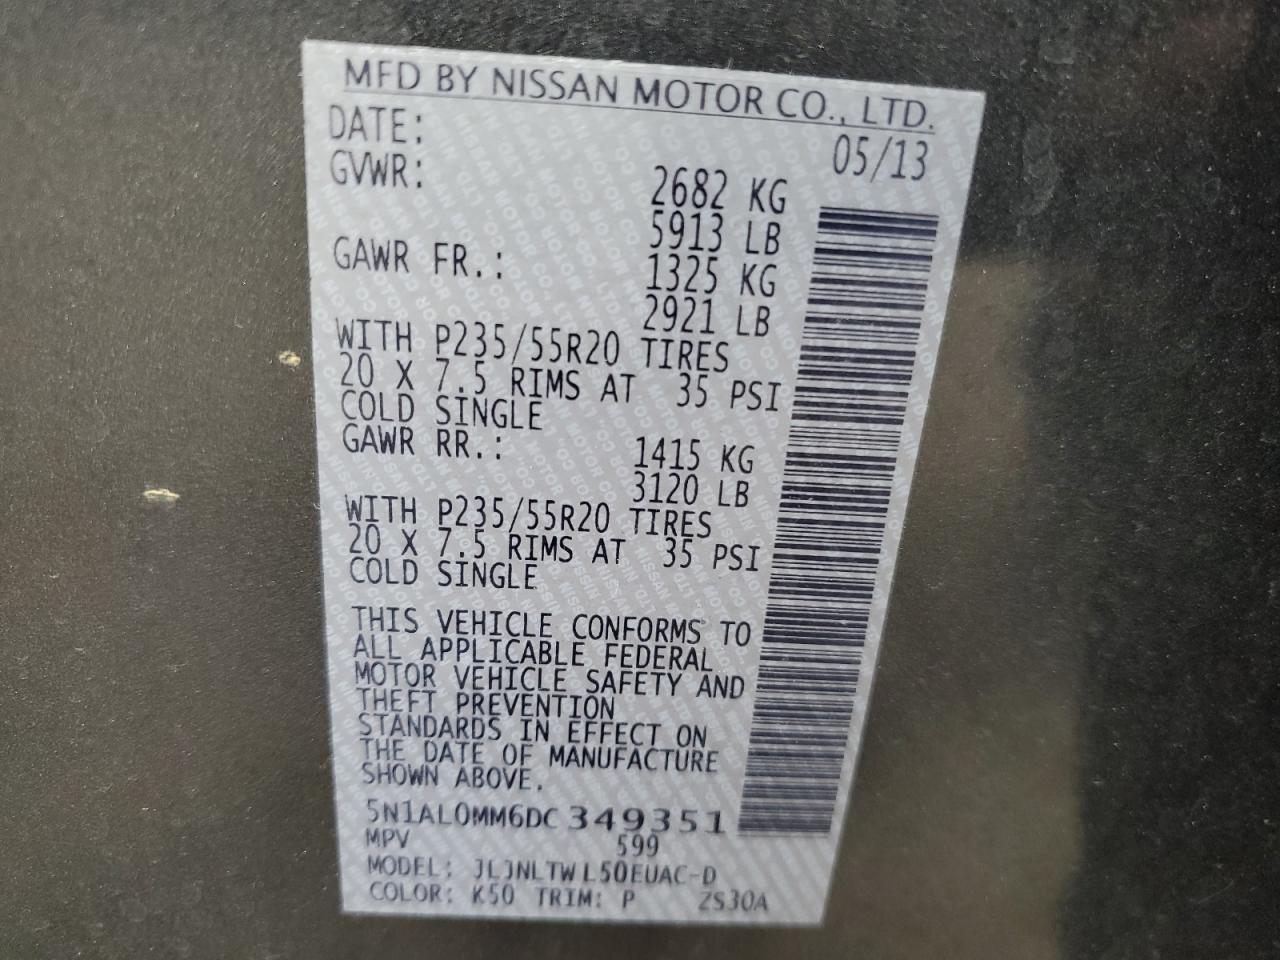 MFD BY NISSAN MOTOR CO., LTD.
DATE: 05/13
GVWR: 2682 KG
5913 LB
GAWR FR.: 1325 KG
2921 LB
WITH P235/55R20 TIRES
20 X 7.5 RIMS AT 35 PSI
COLD SINGLE
GAWR RR.: 1415 KG
3120 LB
WITH P235/55R20 TIRES
20 X 7.5 RIMS AT 35 PSI
COLD SINGLE
THIS VEHICLE CONFORMS TO
ALL APPLICABLE FEDERAL
MOTOR VEHICLE SAFETY AND
THEFT PREVENTION
STANDARDS IN EFFECT ON
THE DATE OF MANUFACTURE
SHOWN ABOVE.
5N1AL0MM6DC 349351
MPV 599
MODEL: JLJNLTWL50EUAC-D
COLOR: K50 TRIM: P ZS30A